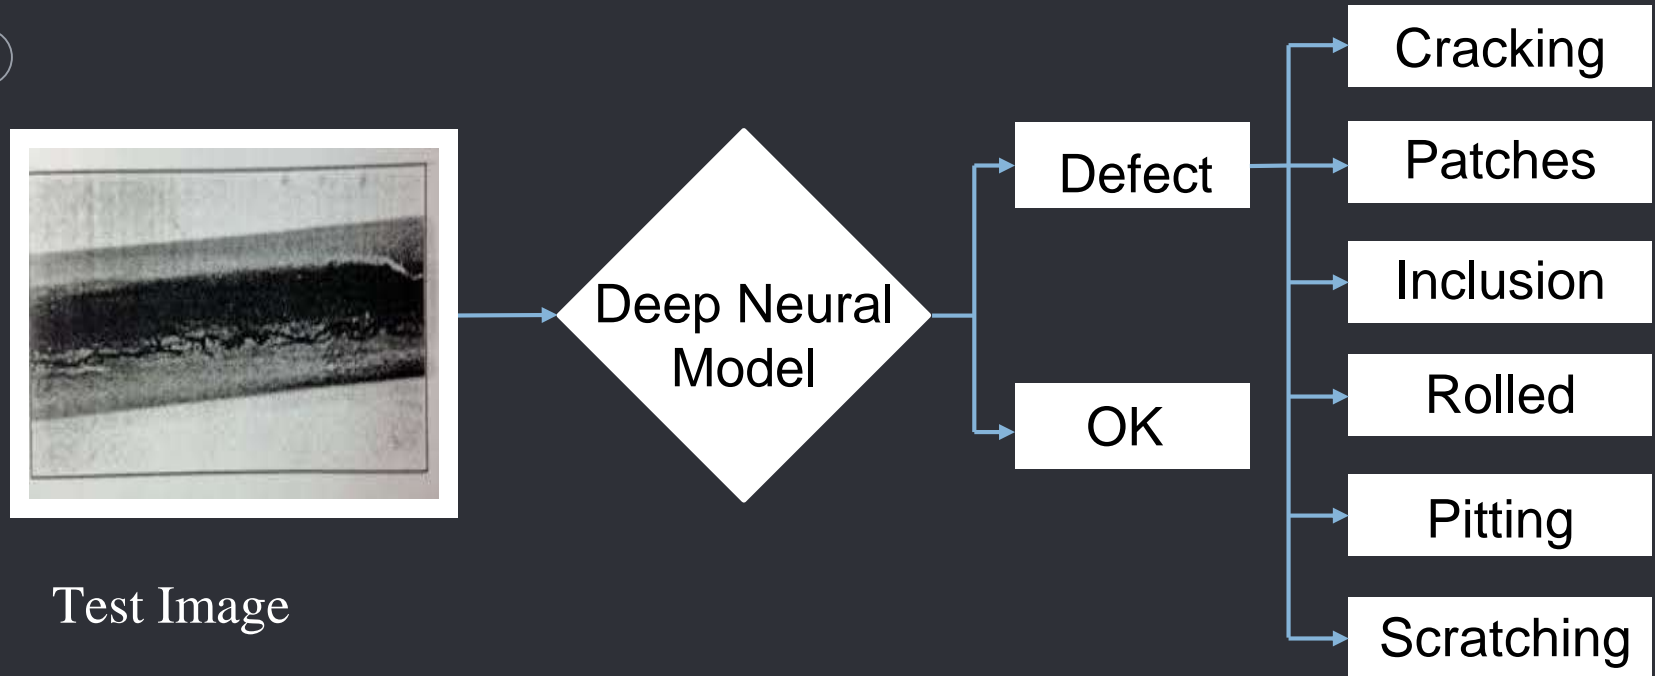 Test Image
Deep Neural
Model
Defect
OK
Cracking
Patches
Inclusion
Rolled
Pitting
Scratching